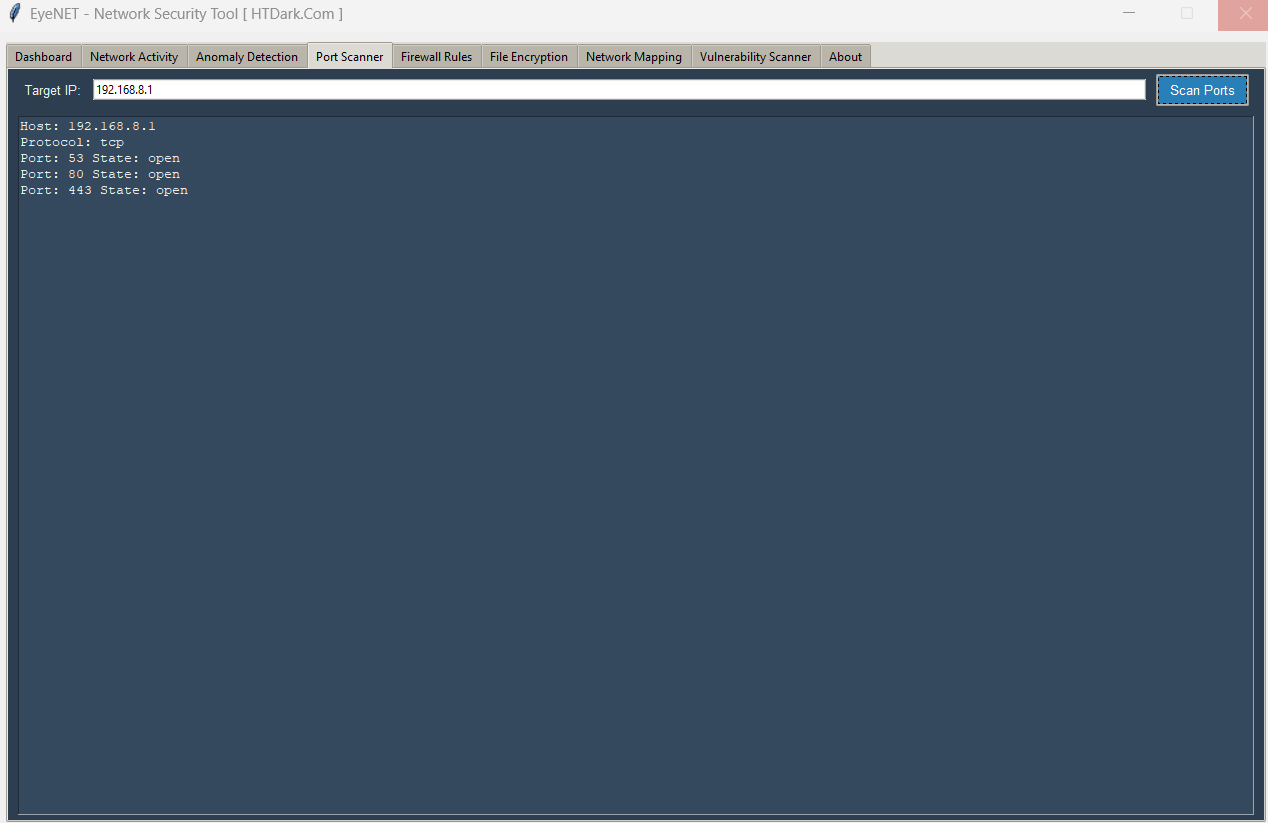 EyeNET - Network Security Tool [ HTDark.Com ]
Dashboard Network Activity Anomaly Detection Port Scanner Firewall Rules File Encryption Network Mapping Vulnerability Scanner About
Target IP: 192.168.8.1 Scan Ports
Host: 192.168.8.1
Protocol: tcp
Port: 53 State: open
Port: 80 State: open
Port: 443 State: open